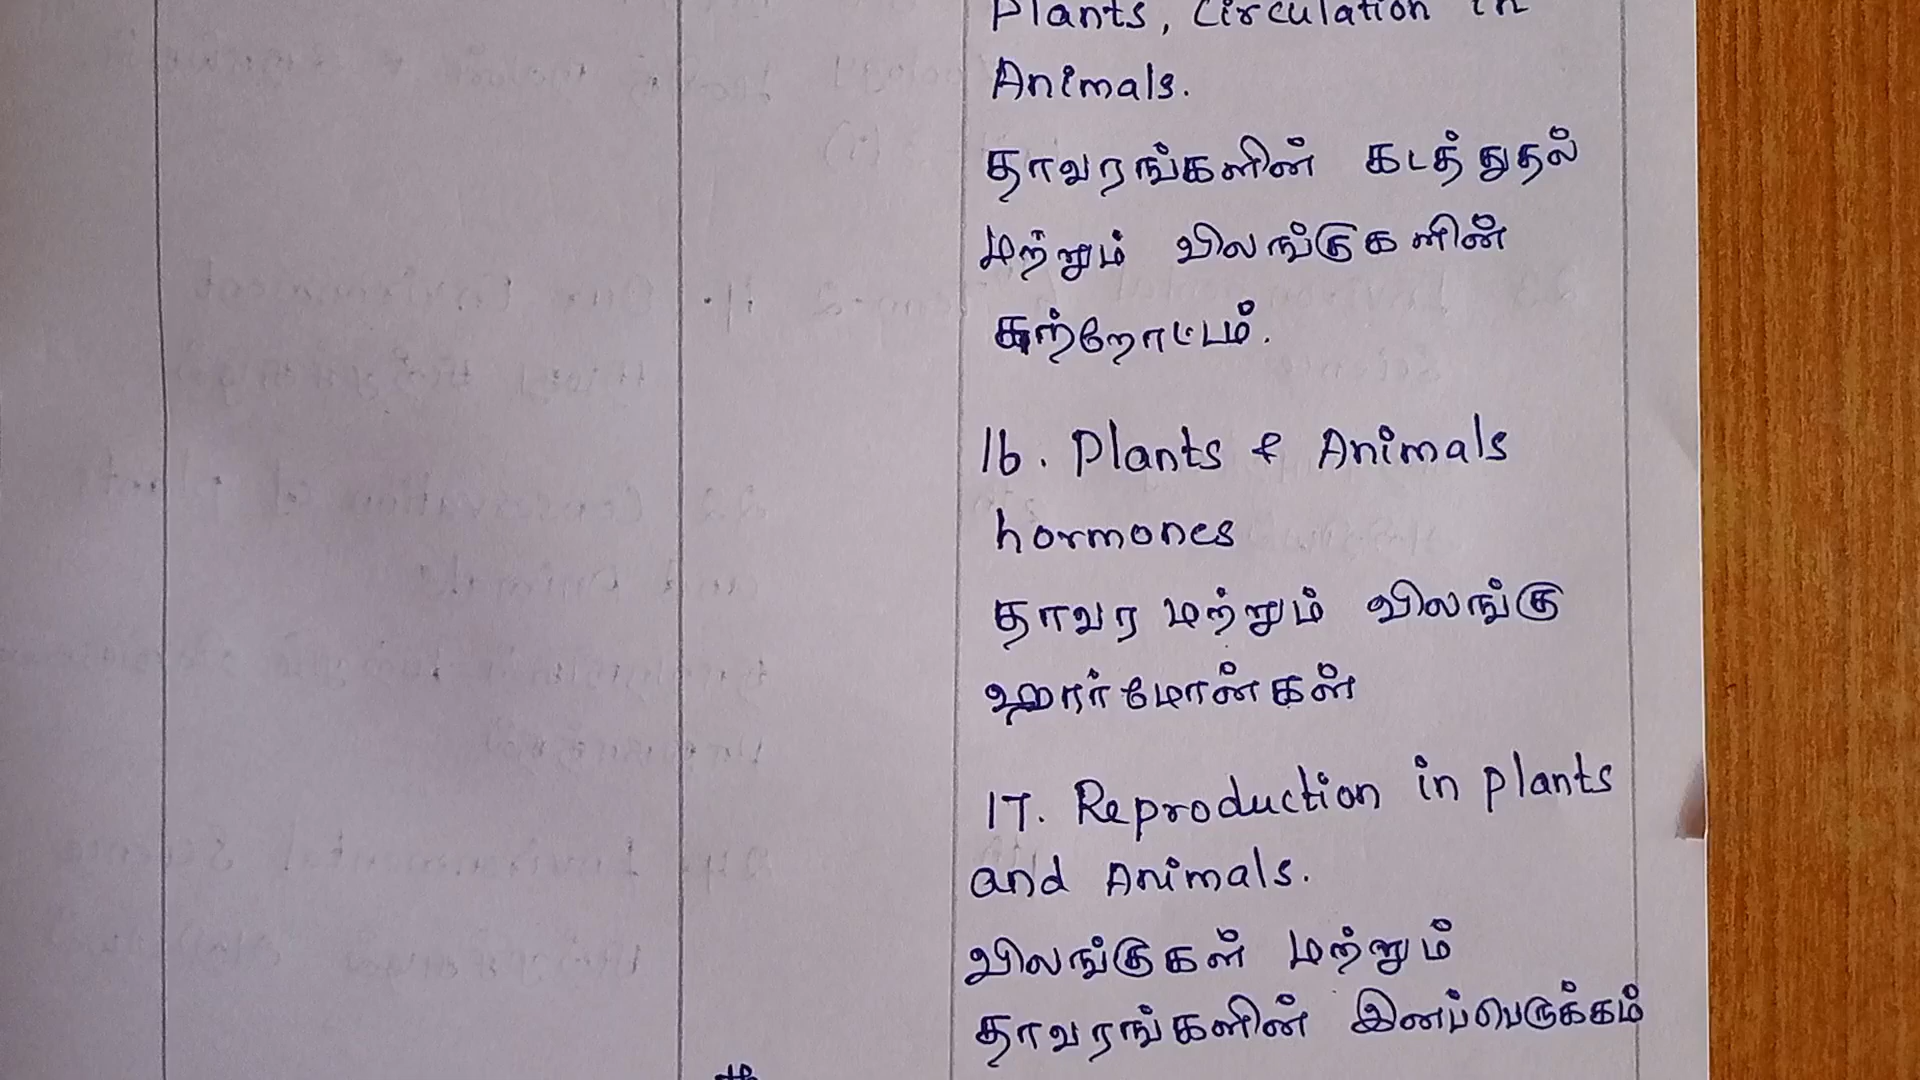 Plants, Circulation in
Animals.
தாவரங்களின் கடத்துதல்
மற்றும் விலங்குகளின்
சுற்றோட்டம்.
16. Plants & Animals
hormones
தாவர மற்றும் விலங்கு
ஹார்மோன்கள்
17. Reproduction in plants
and Animals.
விலங்குகள் மற்றும்
தாவரங்களின் இனப்பெருக்கம்